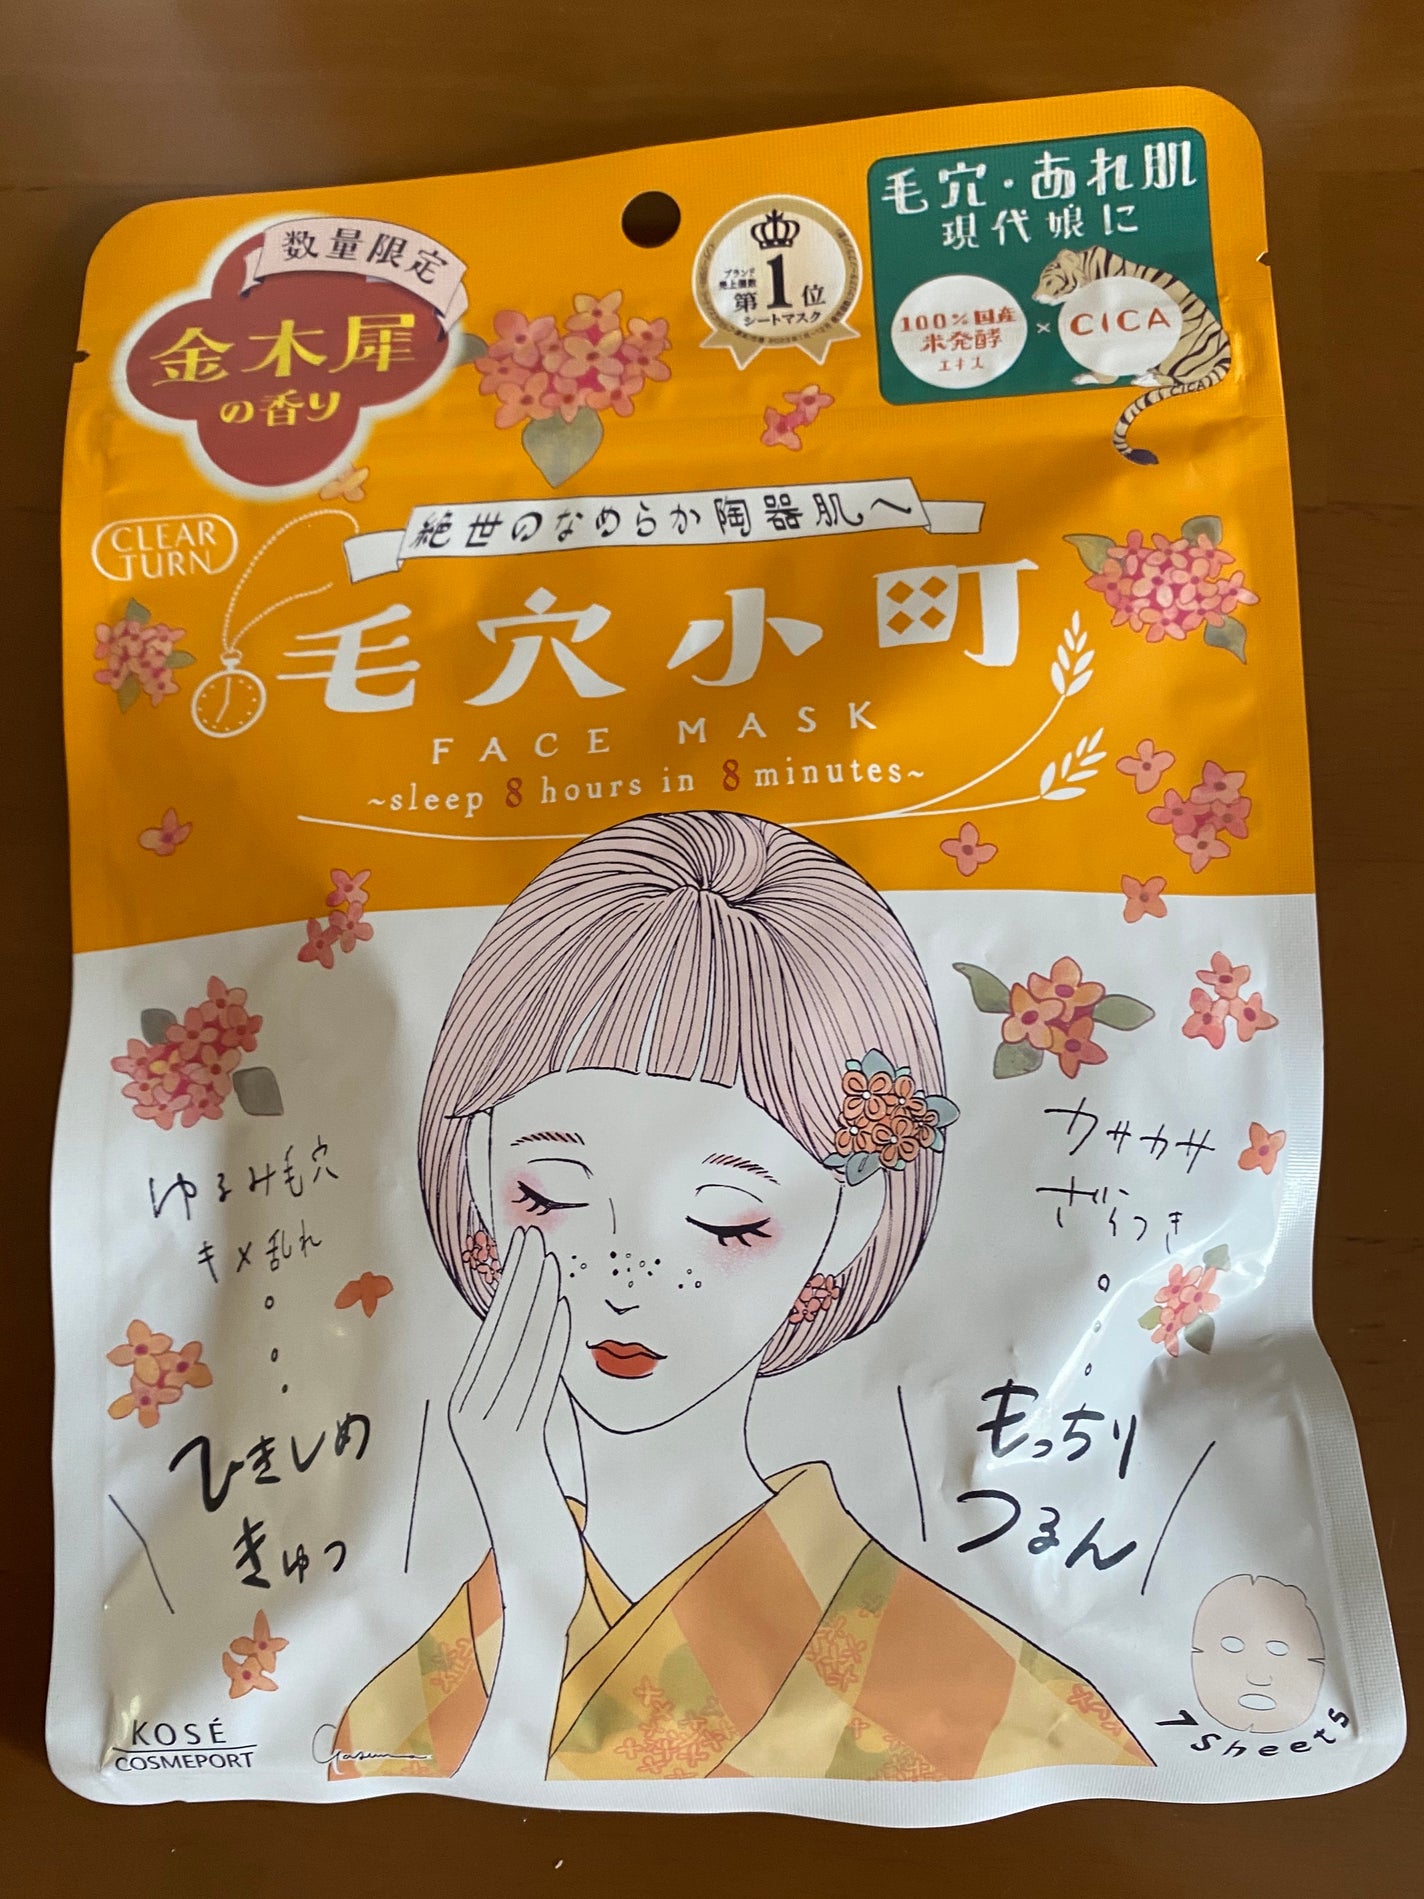 数量限定
金木犀
の香り
ブランド
売上個数
第1位
シートマスク
毛穴・あれ肌
現代娘に
100%国産
米発酵
エキス
×
CICA
CICA
CLEAR
TURN
絶世のなめらか陶器肌へ
毛穴小町
FACE MASK
~sleep 8 hours in 8 minutes~
ゆるみ毛穴
キメ乱れ
ひきしめ
きゅっ
カサカサ
ざらつき
もっちり
つるん
7 Sheets
KOSÉ
COSMEPORT